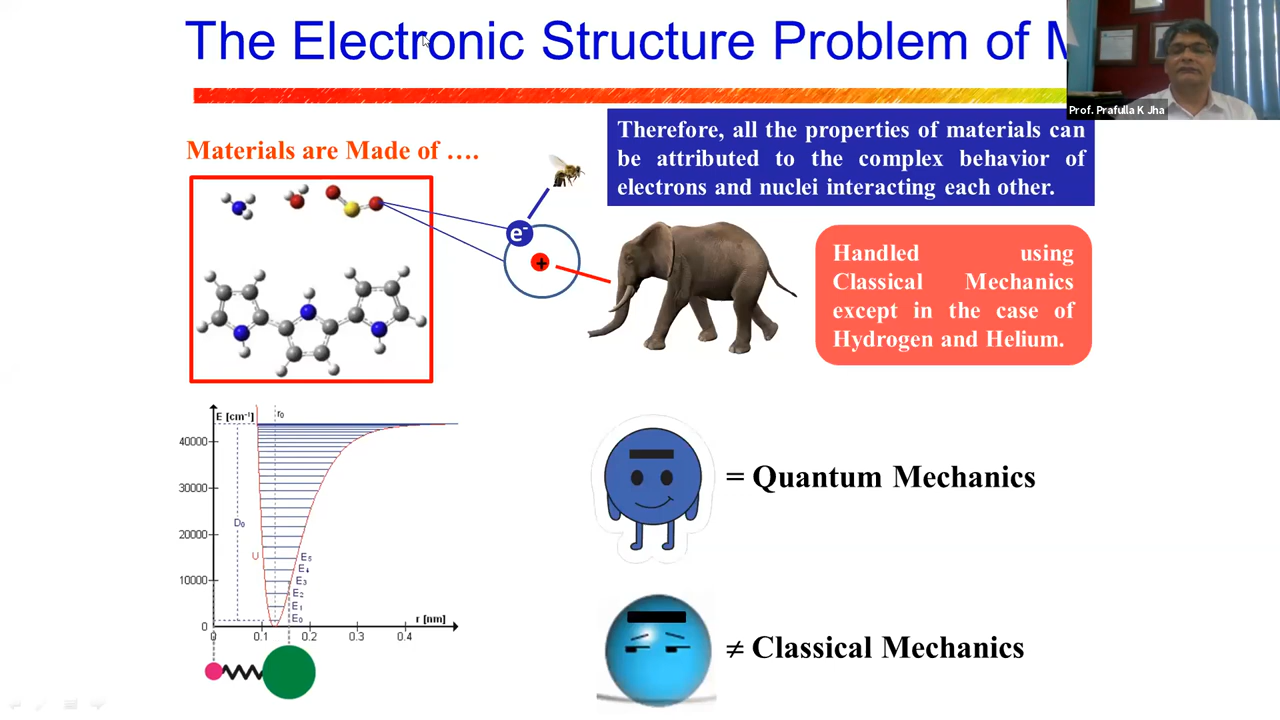 The Electronic Structure Problem of M
Prof. Prafulla K Jha
Materials are Made of ….
Therefore, all the properties of materials can
be attributed to the complex behavior of
electrons and nuclei interacting each other.
e-
+
Handled using
Classical Mechanics
except in the case of
Hydrogen and Helium.
E [cm⁻¹]
r₀
40000
30000
20000
10000
0
D₀
U
E₅
E₄
E₃
E₂
E₁
E₀
r [nm]
0 0.1 0.2 0.3 0.4
= Quantum Mechanics
≠ Classical Mechanics